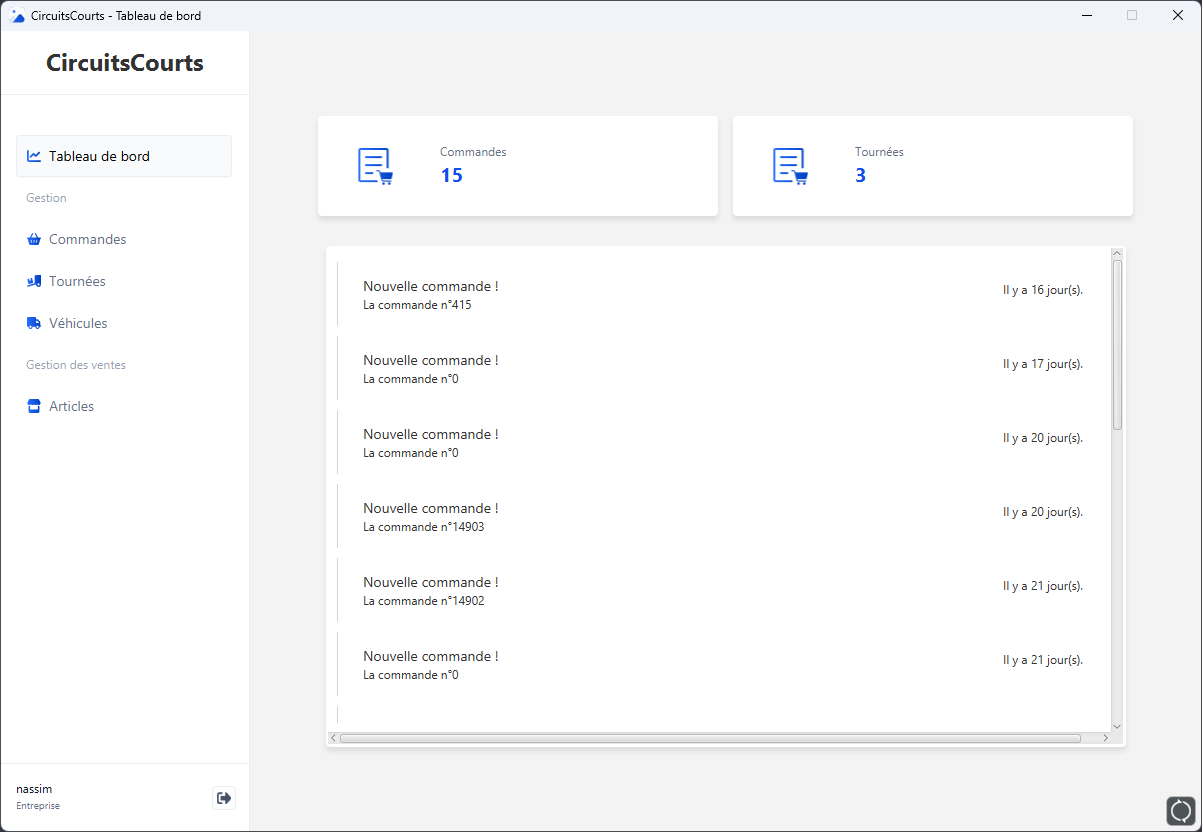 CircuitsCourts - Tableau de bord
CircuitsCourts
Tableau de bord
Gestion
Commandes
Tournées
Véhicules
Gestion des ventes
Articles
nassim
Entreprise
Commandes
15
Tournées
3
Nouvelle commande !
Il y a 16 jour(s).
La commande n°415
Nouvelle commande !
Il y a 17 jour(s).
La commande n°0
Nouvelle commande !
Il y a 20 jour(s).
La commande n°0
Nouvelle commande !
Il y a 20 jour(s).
La commande n°14903
Nouvelle commande !
Il y a 21 jour(s).
La commande n°14902
Nouvelle commande !
Il y a 21 jour(s).
La commande n°0